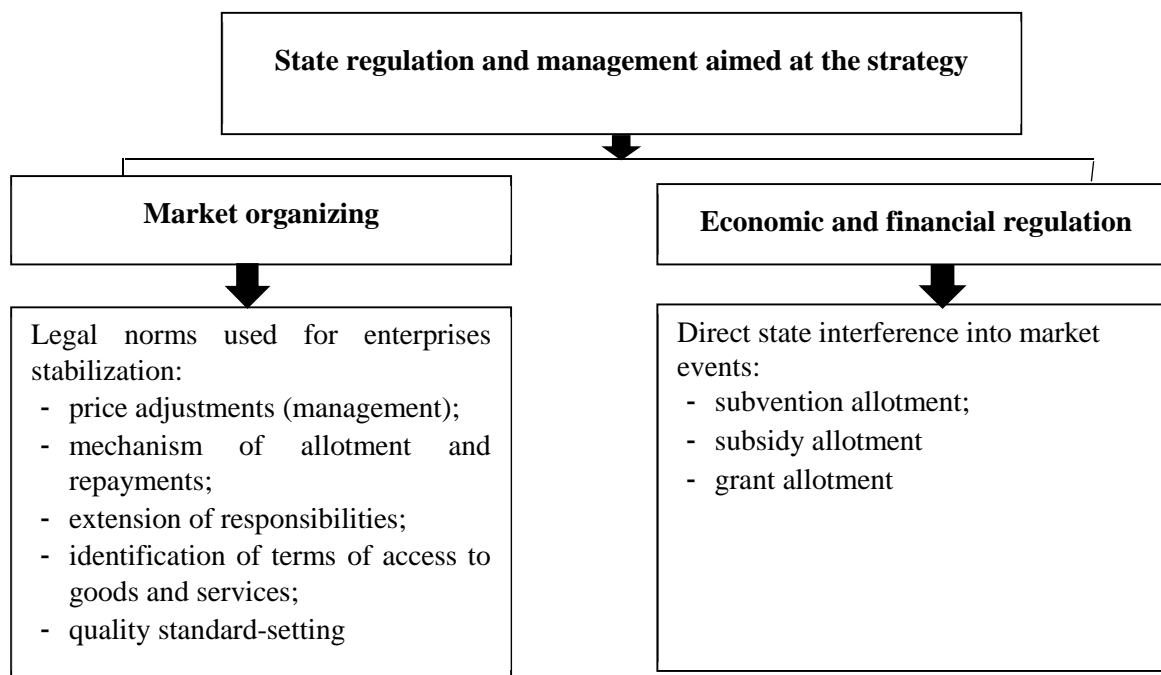 State regulation and management aimed at the strategy
Market organizing
Economic and financial regulation
Legal norms used for enterprises
stabilization:
- price adjustments (management);
- mechanism of allotment and
repayments;
- extension of responsibilities;
- identification of terms of access to
goods and services;
- quality standard-setting
Direct state interference into market
events:
- subvention allotment;
- subsidy allotment
- grant allotment